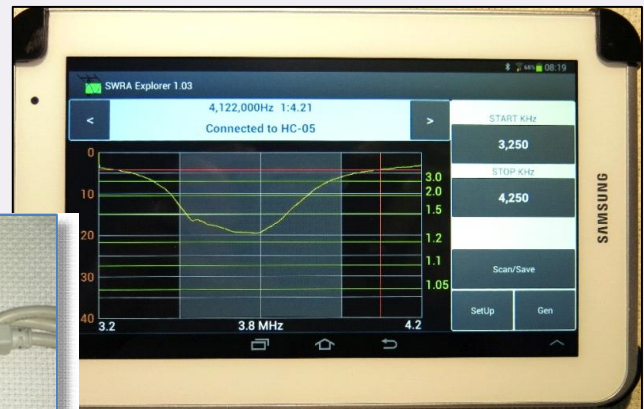 08:19
SWRA Explorer 1.03
<
4,122,000Hz 1:4.21
>
Connected to HC-05
START KHz
3,250
STOP KHz
4,250
Scan/Save
SetUp
Gen
0
10
20
30
40
3.0
2.0
1.5
1.2
1.1
1.05
3.2
3.8 MHz
4.2
SAMSUNG